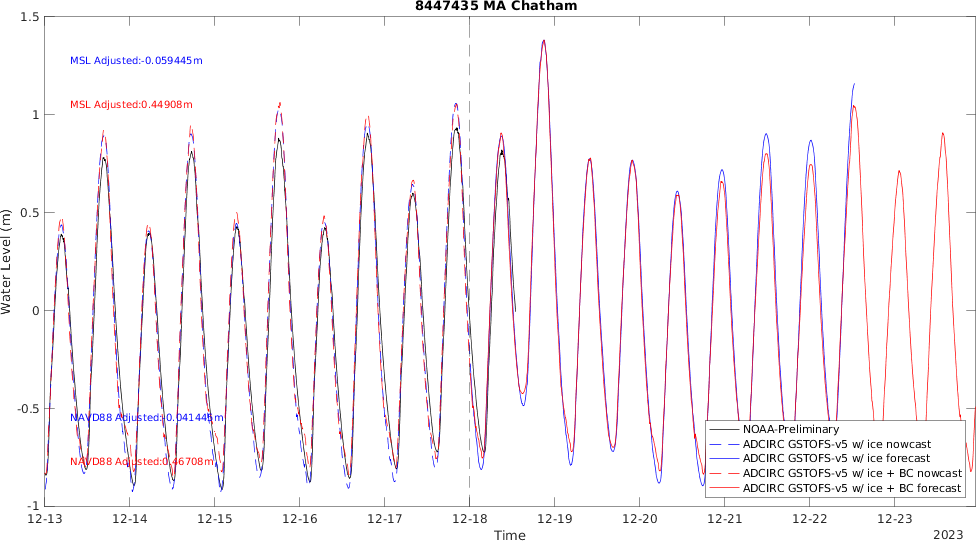 8447435 MA Chatham
1.5
MSL Adjusted:-0.059445m
MSL Adjusted:0.44908m
1
0.5
Water Level (m)
0
-0.5
NAVD88 Adjusted:-0.041445m
NAVD88 Adjusted:0.46708m
-1
NOAA-Preliminary
ADCIRC GSTOFS-v5 w/ ice nowcast
ADCIRC GSTOFS-v5 w/ ice forecast
ADCIRC GSTOFS-v5 w/ ice + BC nowcast
ADCIRC GSTOFS-v5 w/ ice + BC forecast
12-13 12-14 12-15 12-16 12-17 12-18 12-19 12-20 12-21 12-22 12-23
Time
2023